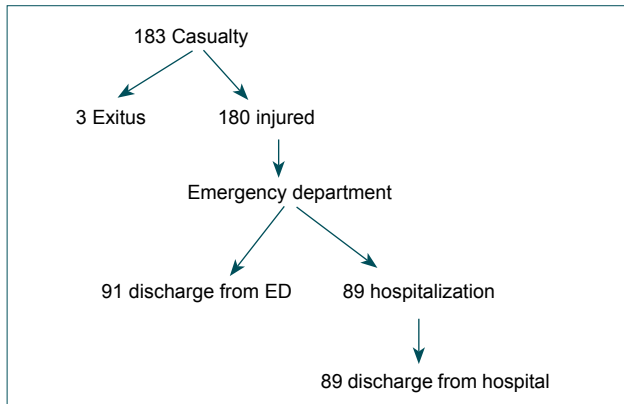 183 Casualty
3 Exitus
180 injured
Emergency department
91 discharge from ED
89 hospitalization
89 discharge from hospital